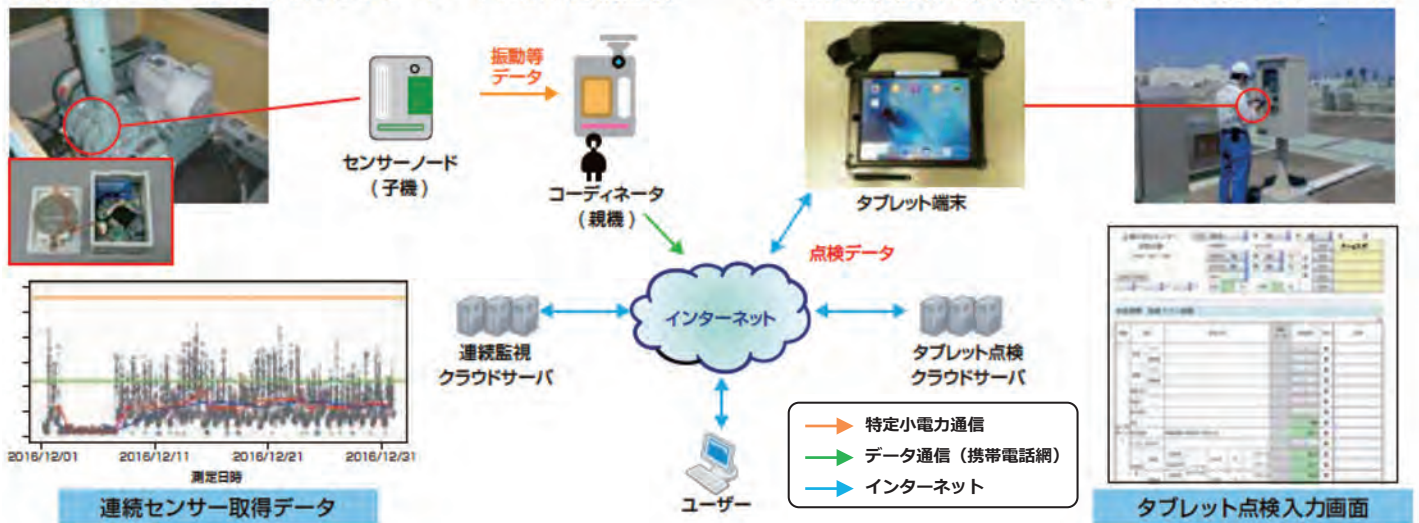 振動等
データ
センサーノード
(子機)
コーディネータ
(親機)
タブレット端末
点検データ
インターネット
連続監視
クラウドサーバ
タブレット点検
クラウドサーバ
ユーザー
特定小電力通信
データ通信（携帯電話網）
インターネット
2016/12/01
2016/12/11
2016/12/21
2016/12/31
測定日時
連続センサー取得データ
タブレット点検入力画面